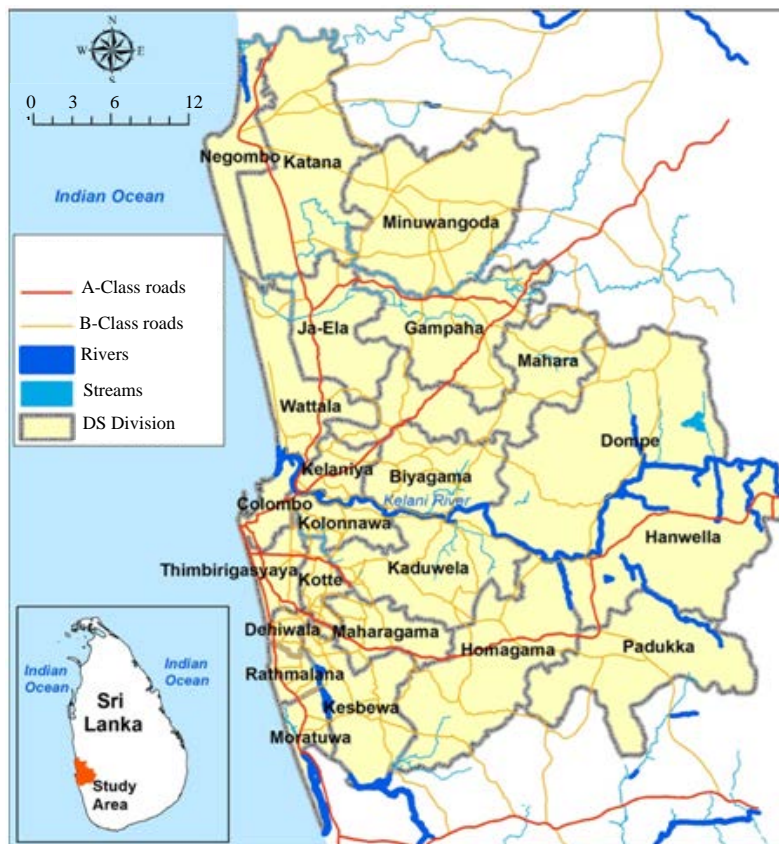 N
W E
S
0 3 6 12
Negombo
Katana
Indian Ocean
Minuwangoda
A-Class roads
B-Class roads
Rivers
Streams
DS Division
Ja-Ela
Gampaha
Mahara
Wattala
Dompe
Kelaniya
Biyagama
Kelani River
Colombo
Kolonnawa
Hanwella
Thimbirigasyaya
Kotte
Kaduwela
Dehiwala
Maharagama
Homagama
Padukka
Rathmalana
Kesbewa
Moratuwa
Indian
Ocean
Indian
Ocean
Sri
Lanka
Study
Area